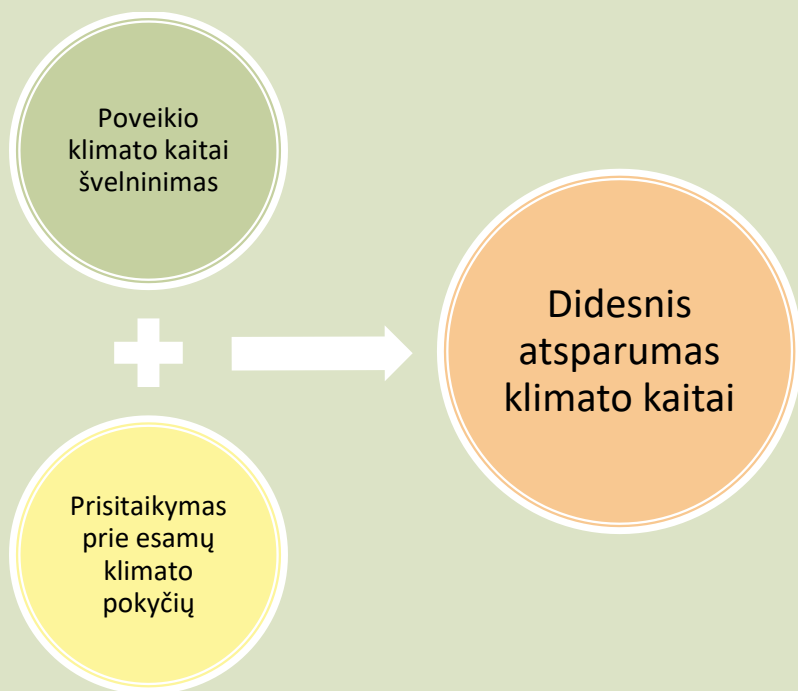 Poveikio
klimato kaitai
švelninimas
Prisitaikymas
prie esamų
klimato
pokyčių
Didesnis
atsparumas
klimato kaitai